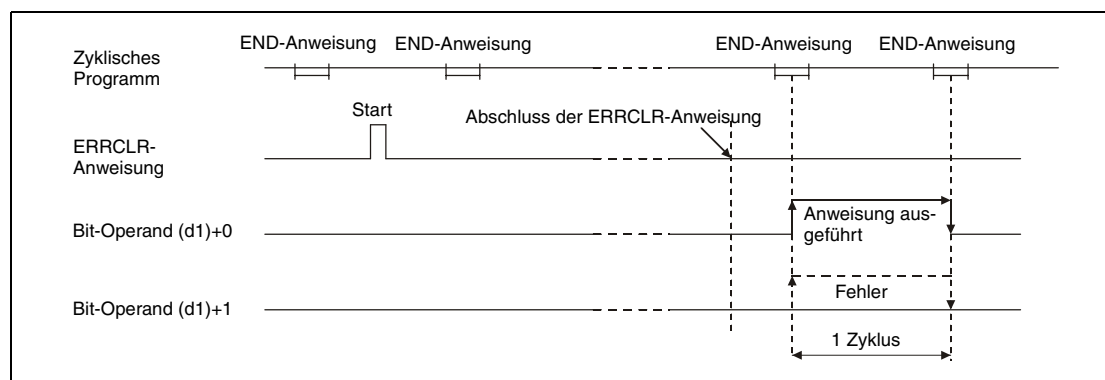 Zyklisches
Programm
END-Anweisung
END-Anweisung
END-Anweisung
END-Anweisung
ERRCLR-
Anweisung
Start
Abschluss der ERRCLR-Anweisung
Bit-Operand (d1)+0
Anweisung aus-
geführt
Bit-Operand (d1)+1
Fehler
1 Zyklus